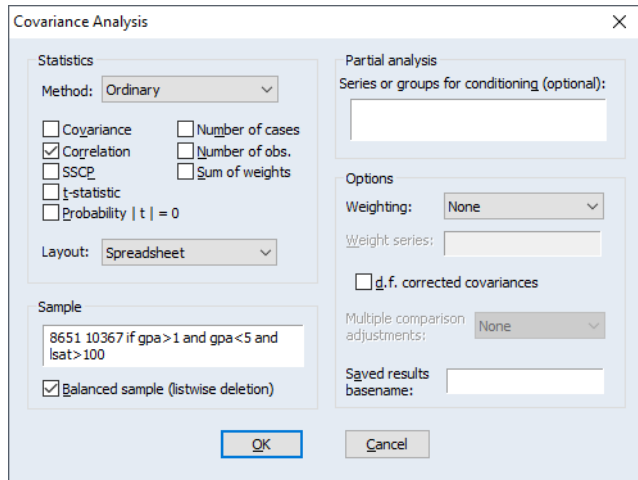 Covariance Analysis
Statistics
Method: Ordinary
Covariance
Number of cases
Correlation
Number of obs.
SSCP
Sum of weights
t-statistic
Probability | t | = 0
Layout: Spreadsheet
Sample
8651 10367 if gpa>1 and gpa<5 and
lsat>100
Balanced sample (listwise deletion)
Partial analysis
Series or groups for conditioning (optional):
Options
Weighting: None
Weight series:
d.f. corrected covariances
Multiple comparison
adjustments: None
Saved results
basename:
OK
Cancel